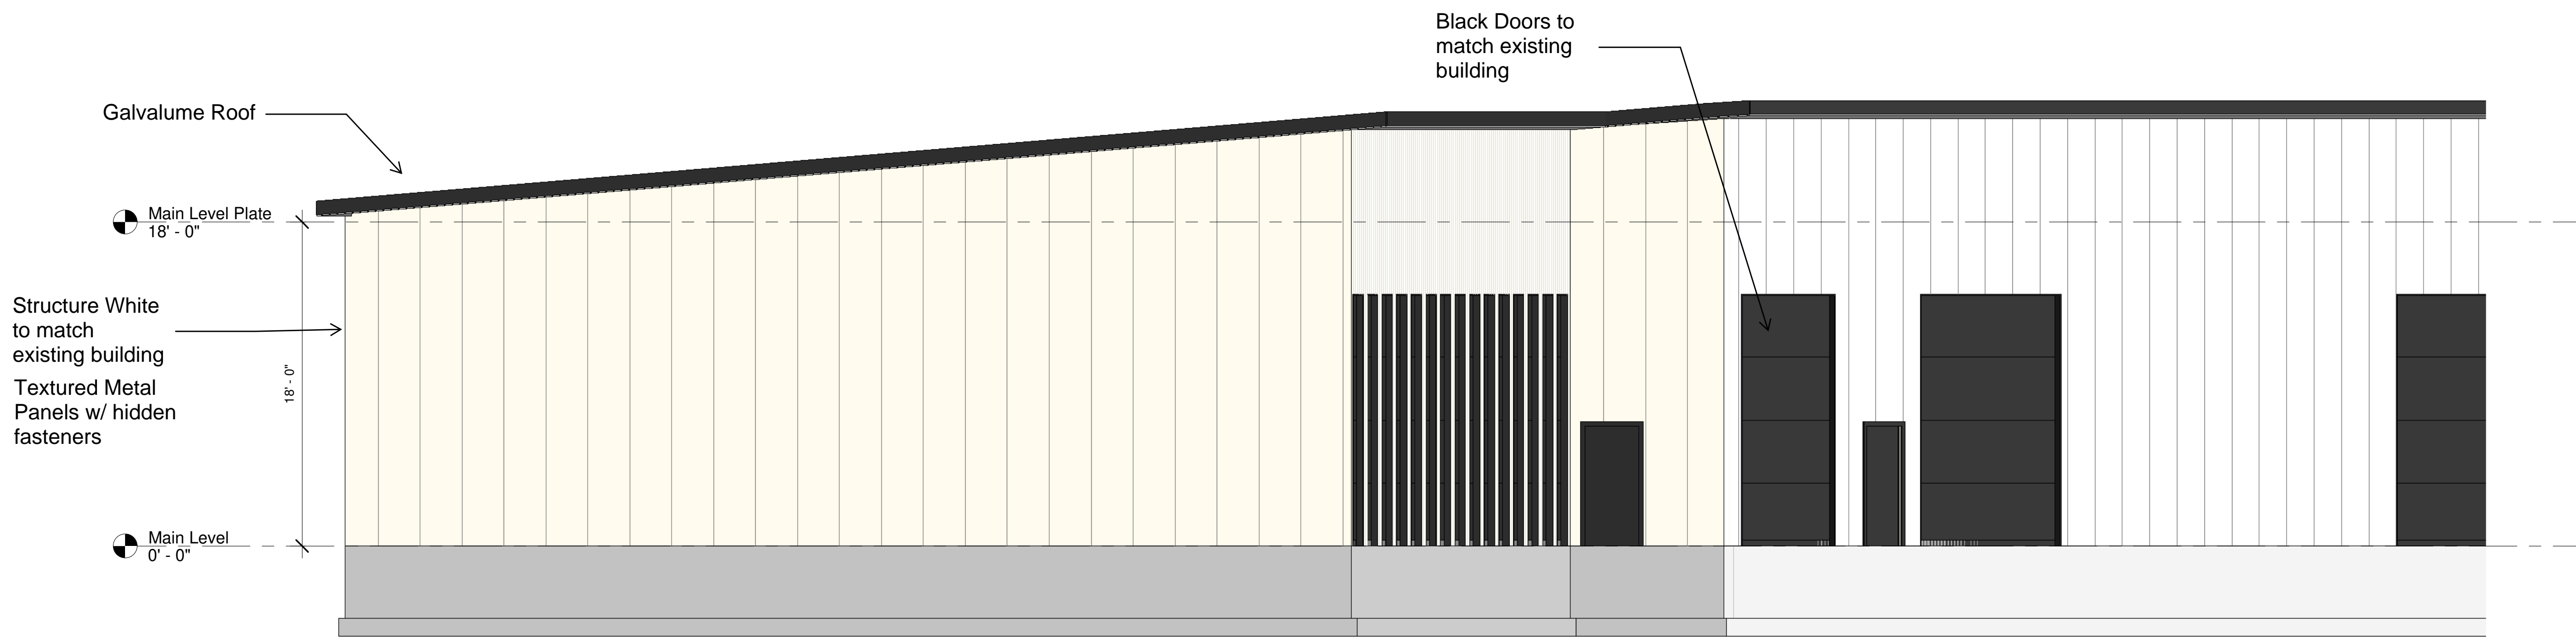 Black Doors to
match existing
building
Galvalume Roof
Main Level Plate
18' - 0"
Structure White
to match
existing building
Textured Metal
Panels w/ hidden
fasteners
18' - 0"
Main Level
0' - 0"